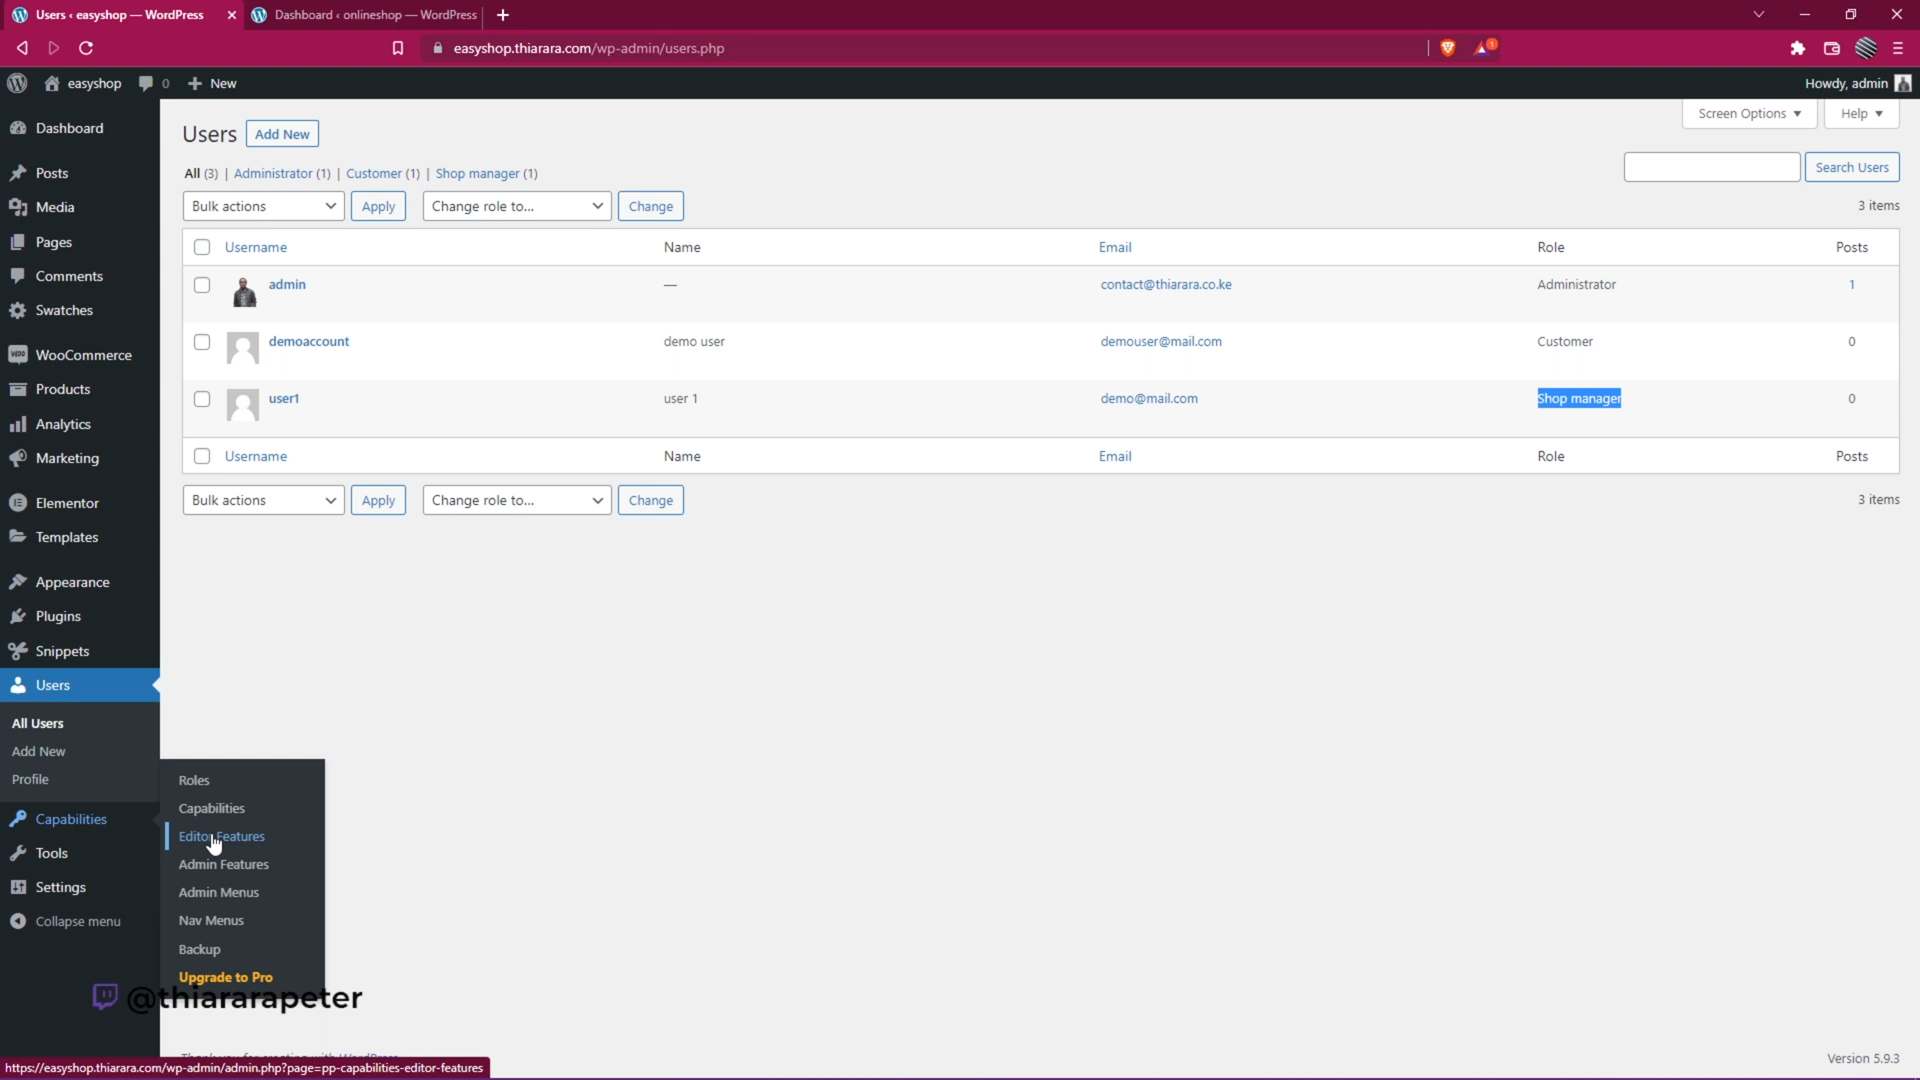 Users ‹ easyshop — WordPress
Dashboard ‹ onlineshop — WordPress
easyshop.thiarara.com/wp-admin/users.php
1
easyshop
0
New
Howdy, admin
Dashboard
Posts
Media
Pages
Comments
Swatches
WooCommerce
Products
Analytics
Marketing
Elementor
Templates
Appearance
Plugins
Snippets
Users
All Users
Add New
Profile
Capabilities
Tools
Settings
Collapse menu
Roles
Capabilities
Editor Features
Admin Features
Admin Menus
Nav Menus
Backup
Upgrade to Pro
Screen Options
Help
Users
Add New
All (3) | Administrator (1) | Customer (1) | Shop manager (1)
Search Users
Bulk actions
Apply
Change role to...
Change
3 items
Username Name Email Role Posts
admin — contact@thiarara.co.ke Administrator 1
demoaccount demo user demouser@mail.com Customer 0
user1 user 1 demo@mail.com Shop manager 0
Username Name Email Role Posts
Bulk actions
Apply
Change role to...
Change
3 items
@thiararapeter
Thank you for creating with WordPress
Version 5.9.3
https://easyshop.thiarara.com/wp-admin/admin.php?page=pp-capabilities-editor-features